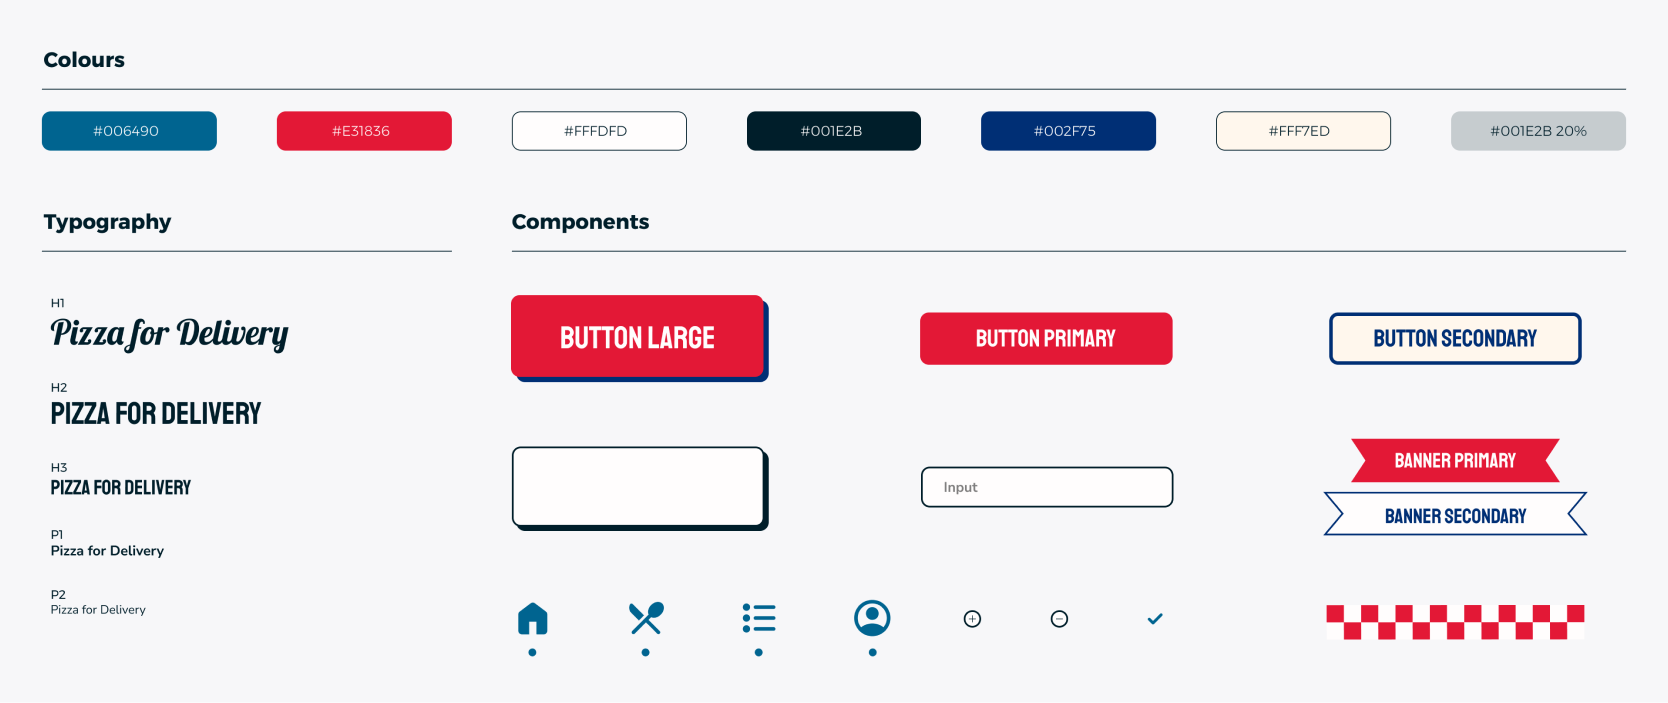 Colours
#006490
#E31836
#FFFDFD
#001E2B
#002F75
#FFF7ED
#001E2B 20%
Typography
H1
Pizza for Delivery
H2
PIZZA FOR DELIVERY
H3
PIZZA FOR DELIVERY
P1
Pizza for Delivery
P2
Pizza for Delivery
Components
BUTTON LARGE
BUTTON PRIMARY
BUTTON SECONDARY
Input
BANNER PRIMARY
BANNER SECONDARY